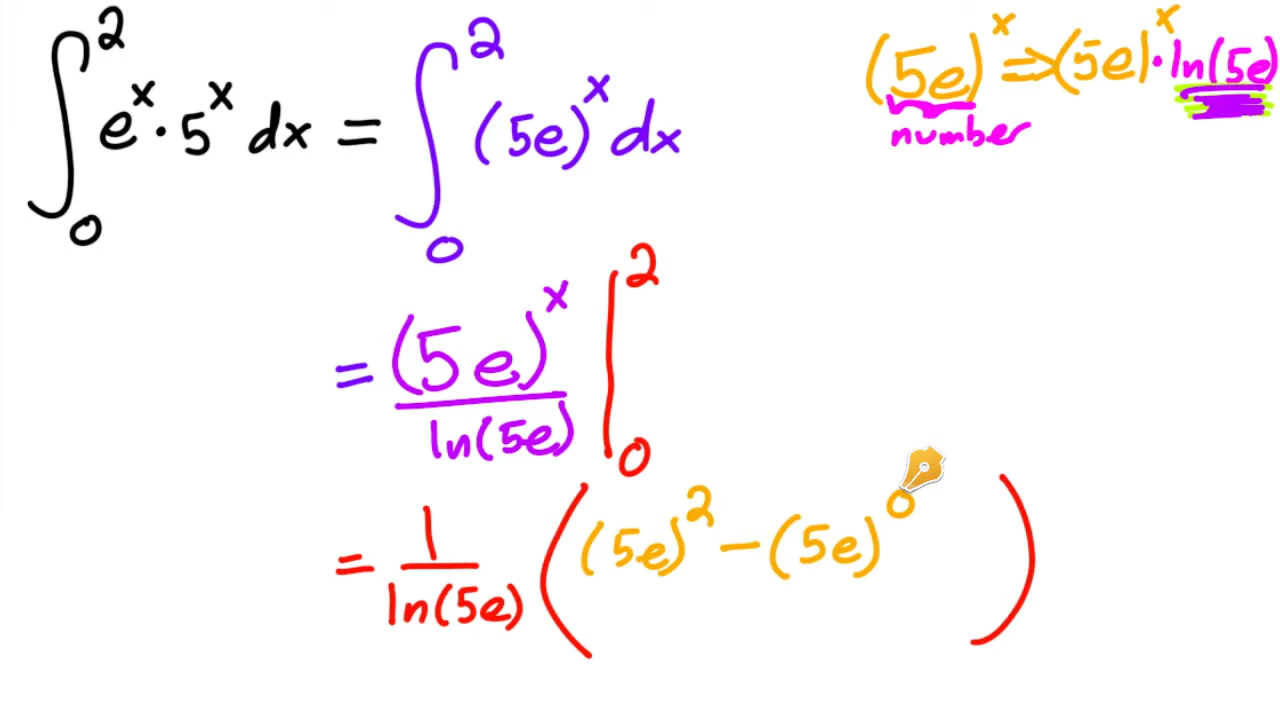 ∫₀² eˣ · 5ˣ dx = ∫₀² (5e)ˣ dx
(5e)ˣ ⇒ (5e)ˣ · ln(5e)
number
= (5e)ˣ / ln(5e) |₀²
= 1 / ln(5e) ( (5e)² − (5e)⁰ )